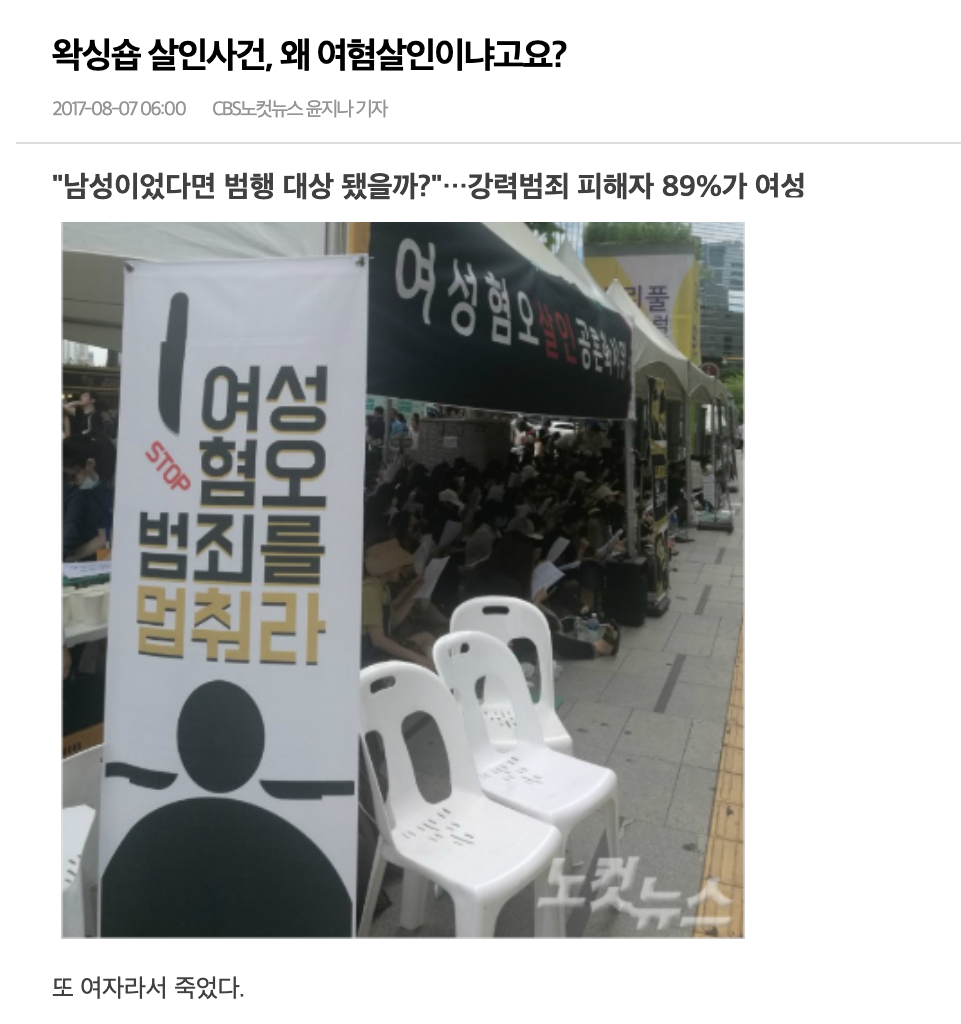 왁싱숍 살인사건, 왜 여혐살인이냐고요?
2017-08-07 06:00 CBS노컷뉴스 윤지나 기자
"남성이었다면 범행 대상 됐을까?"…강력범죄 피해자 89%가 여성
여성혐오살인공론화시위
STOP
여성
혐오
범죄를
멈춰라
노컷뉴스
또 여자라서 죽었다.